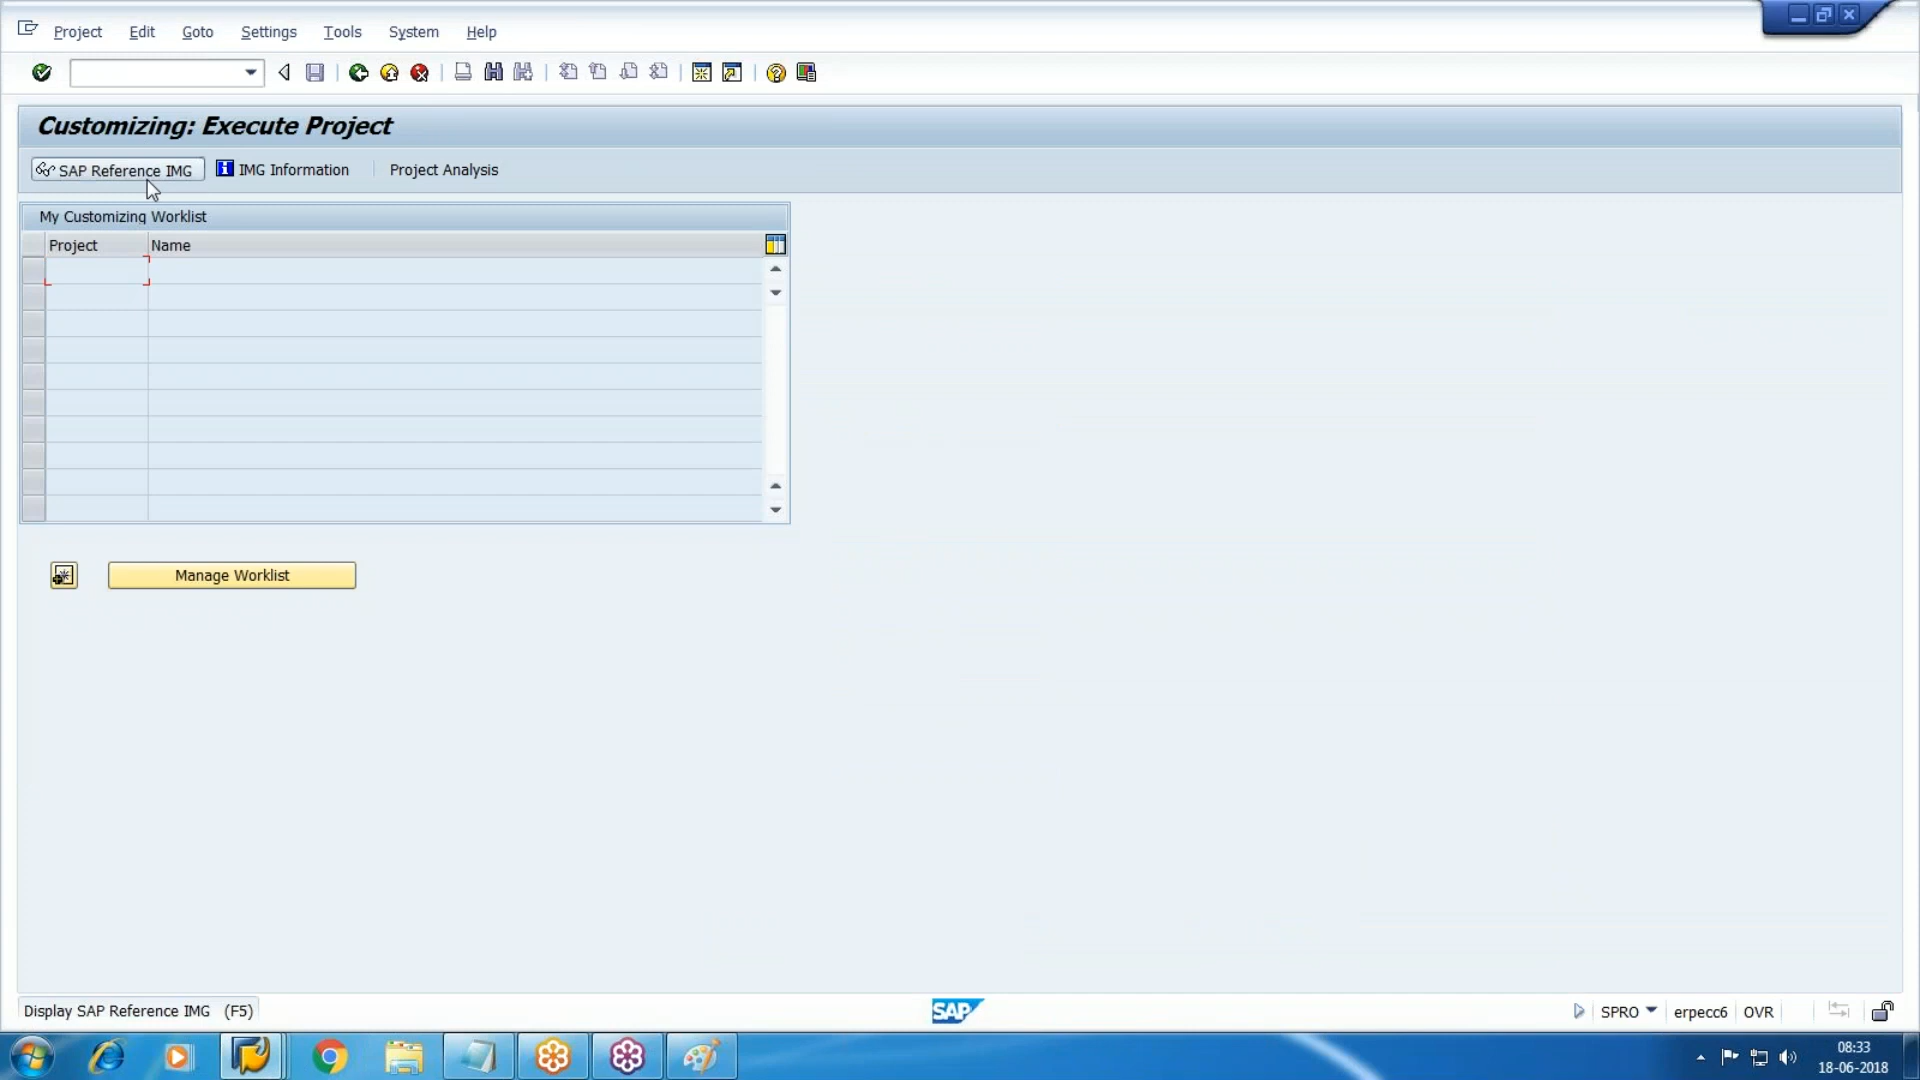 Project Edit Goto Settings Tools System Help
Customizing: Execute Project
SAP Reference IMG IMG Information Project Analysis
My Customizing Worklist
Project Name
Manage Worklist
Display SAP Reference IMG (F5) SAP SPRO erpecc6 OVR
08:33
18-06-2018